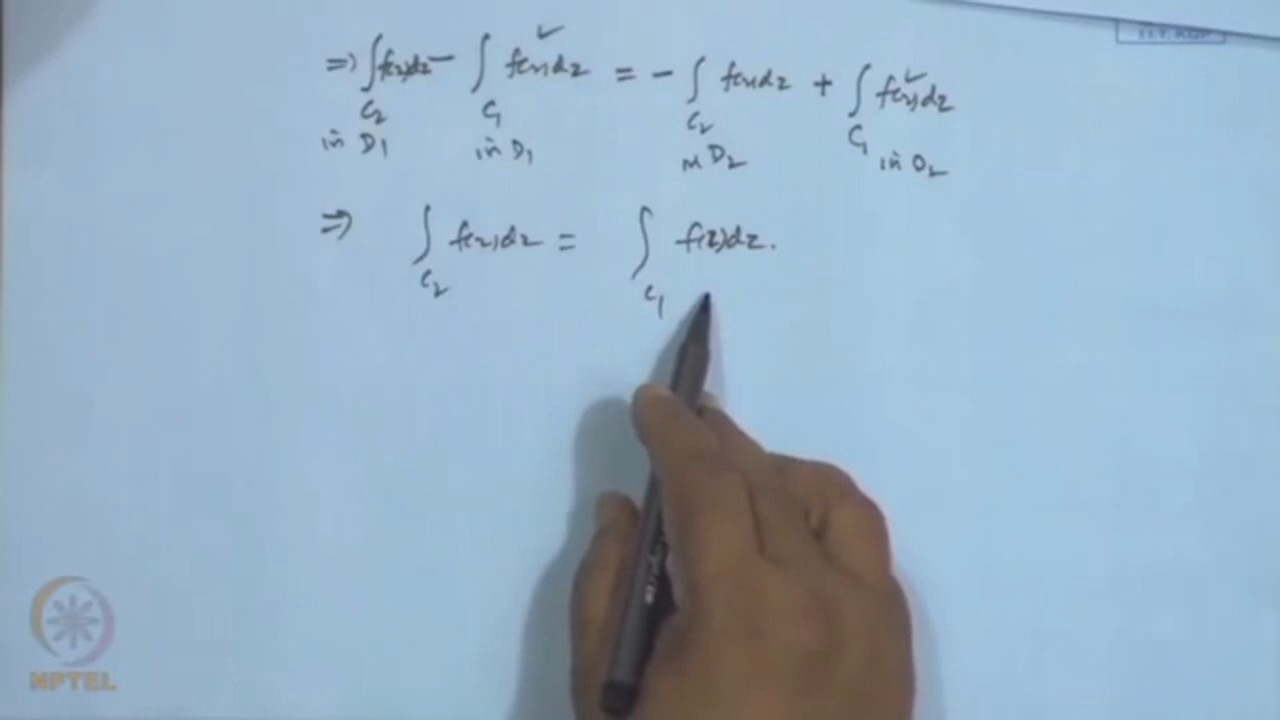 ⇒ ∫ f(z)dz − ∫ f(z)dz = − ∫ f(z)dz + ∫ f(z)dz
C₂ C₁ C₂ C₁
in D₁ in D₁ in D₂ in D₂
⇒ ∫ f(z)dz = ∫ f(z)dz.
C₂ C₁
NPTEL